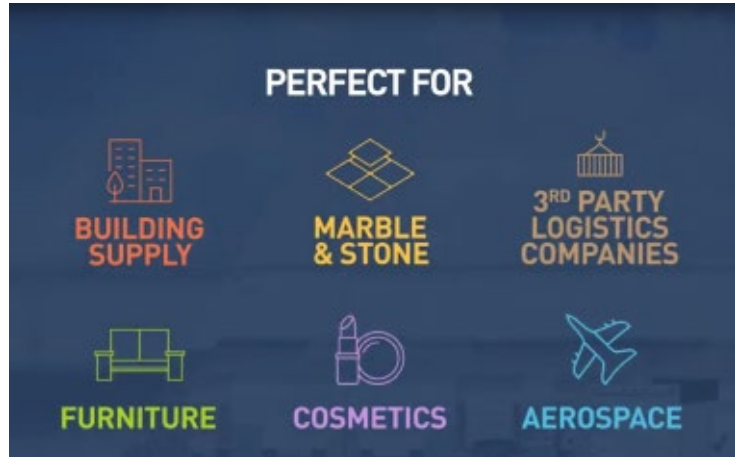 PERFECT FOR
BUILDING
SUPPLY
MARBLE
& STONE
3RD PARTY
LOGISTICS
COMPANIES
FURNITURE
COSMETICS
AEROSPACE